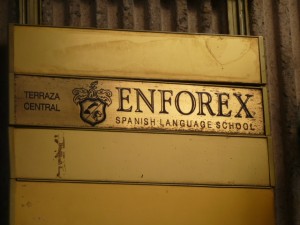 TERRAZA
CENTRAL
ENFOREX
SPANISH LANGUAGE SCHOOL